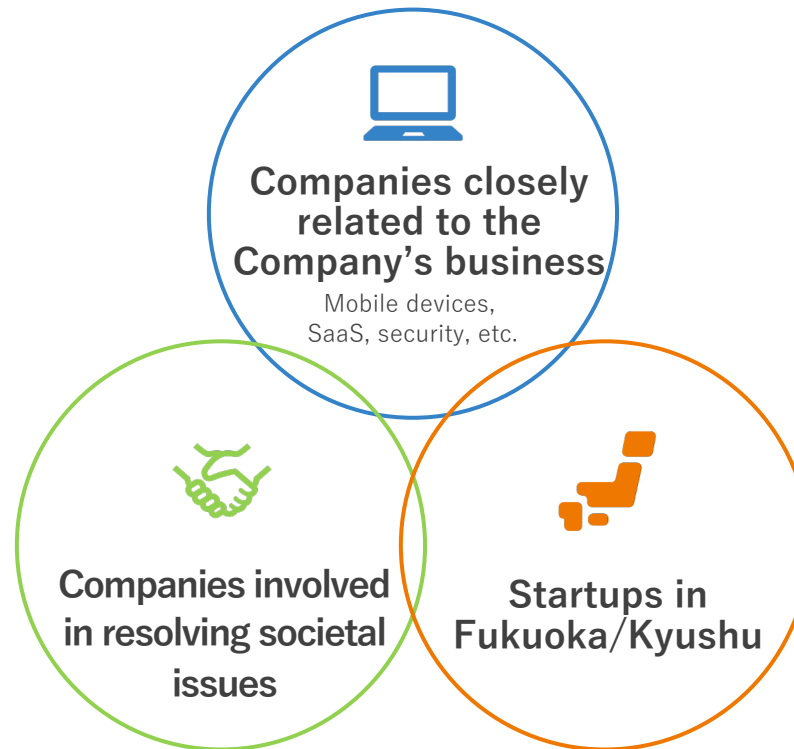 Companies closely
related to the
Company’s business
Mobile devices,
SaaS, security, etc.
Companies involved
in resolving societal
issues
Startups in
Fukuoka/Kyushu